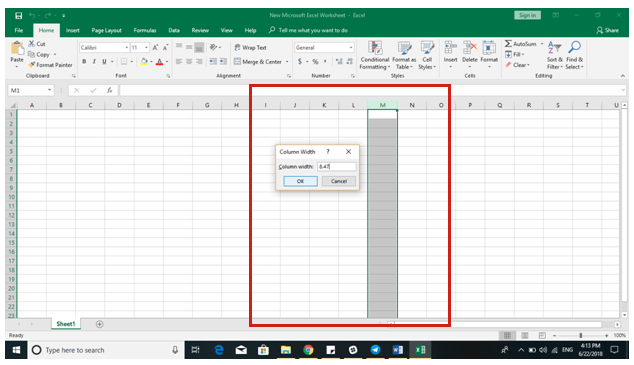 New Microsoft Excel Worksheet - Excel
Sign in
File Home Insert Page Layout Formulas Data Review View Help Tell me what you want to do Share
Cut
Calibri 11 A A Wrap Text General AutoSum
Copy
Paste Format Painter B I U A Merge & Center $ % Conditional Format as Cell Insert Delete Format Fill Sort & Find &
Formatting Table Styles Clear Filter Select
Clipboard Font Alignment Number Styles Cells Editing
M1 fx
A B C D E F G H I J K L M N O P Q R S T U
1
2
3
4
5
6
7
8
9
10
11
12
13
14
15
16
17
18
19
20
21
22
23
Column Width ? X
Column width: 8.47
OK Cancel
Sheet1
Ready 100%
Type here to search ENG 4:13 PM
6/22/2018